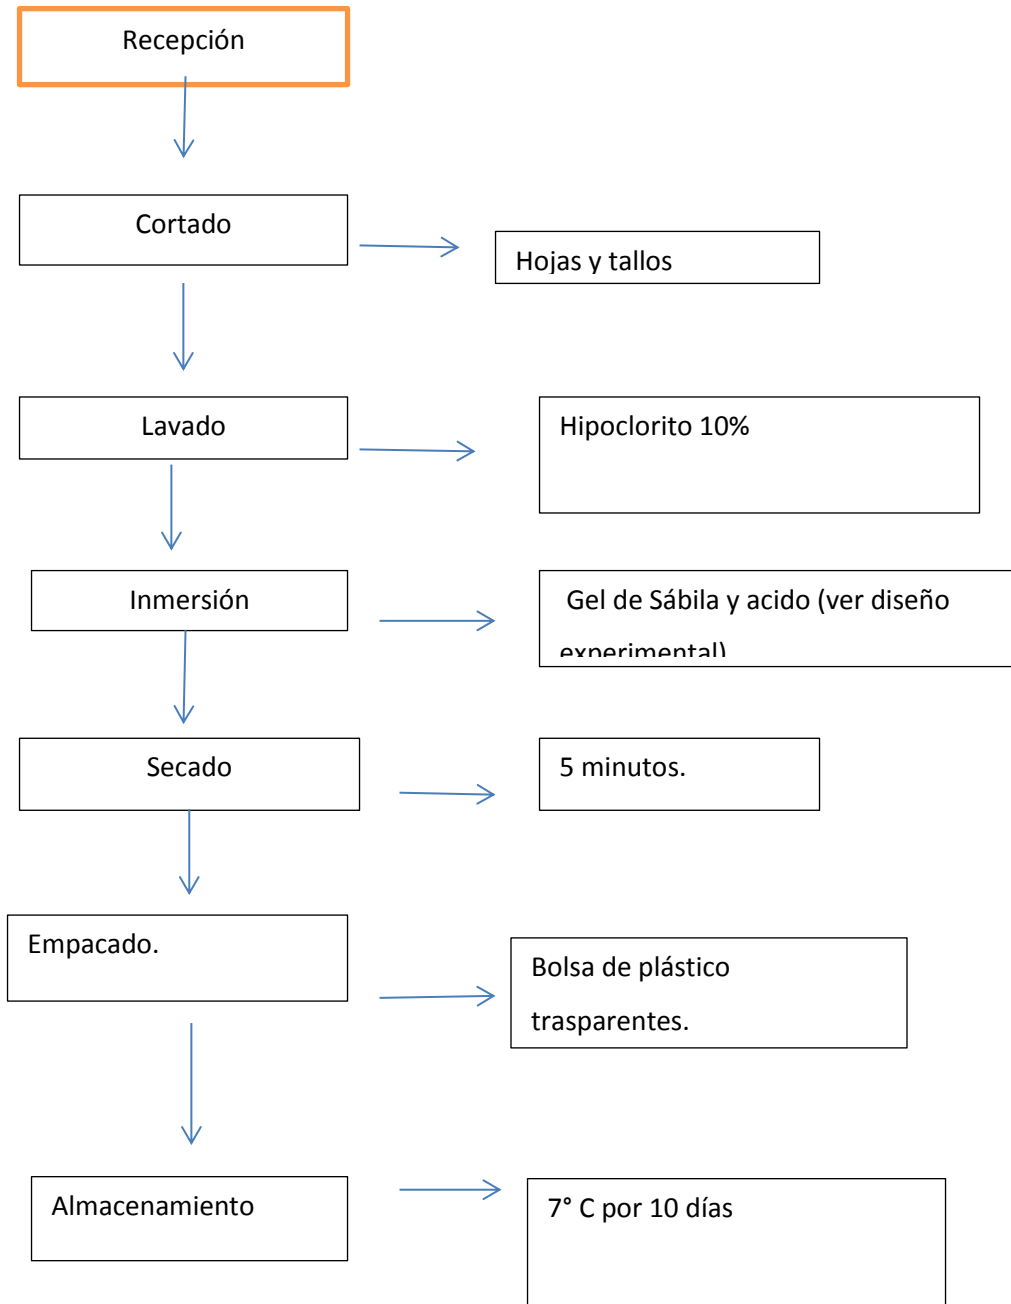 Recepción
Cortado
Hojas y tallos
Lavado
Hipoclorito 10%
Inmersión
Gel de Sábila y acido (ver diseño
experimental)
Secado
5 minutos.
Empacado.
Bolsa de plástico
trasparentes.
Almacenamiento
7° C por 10 días